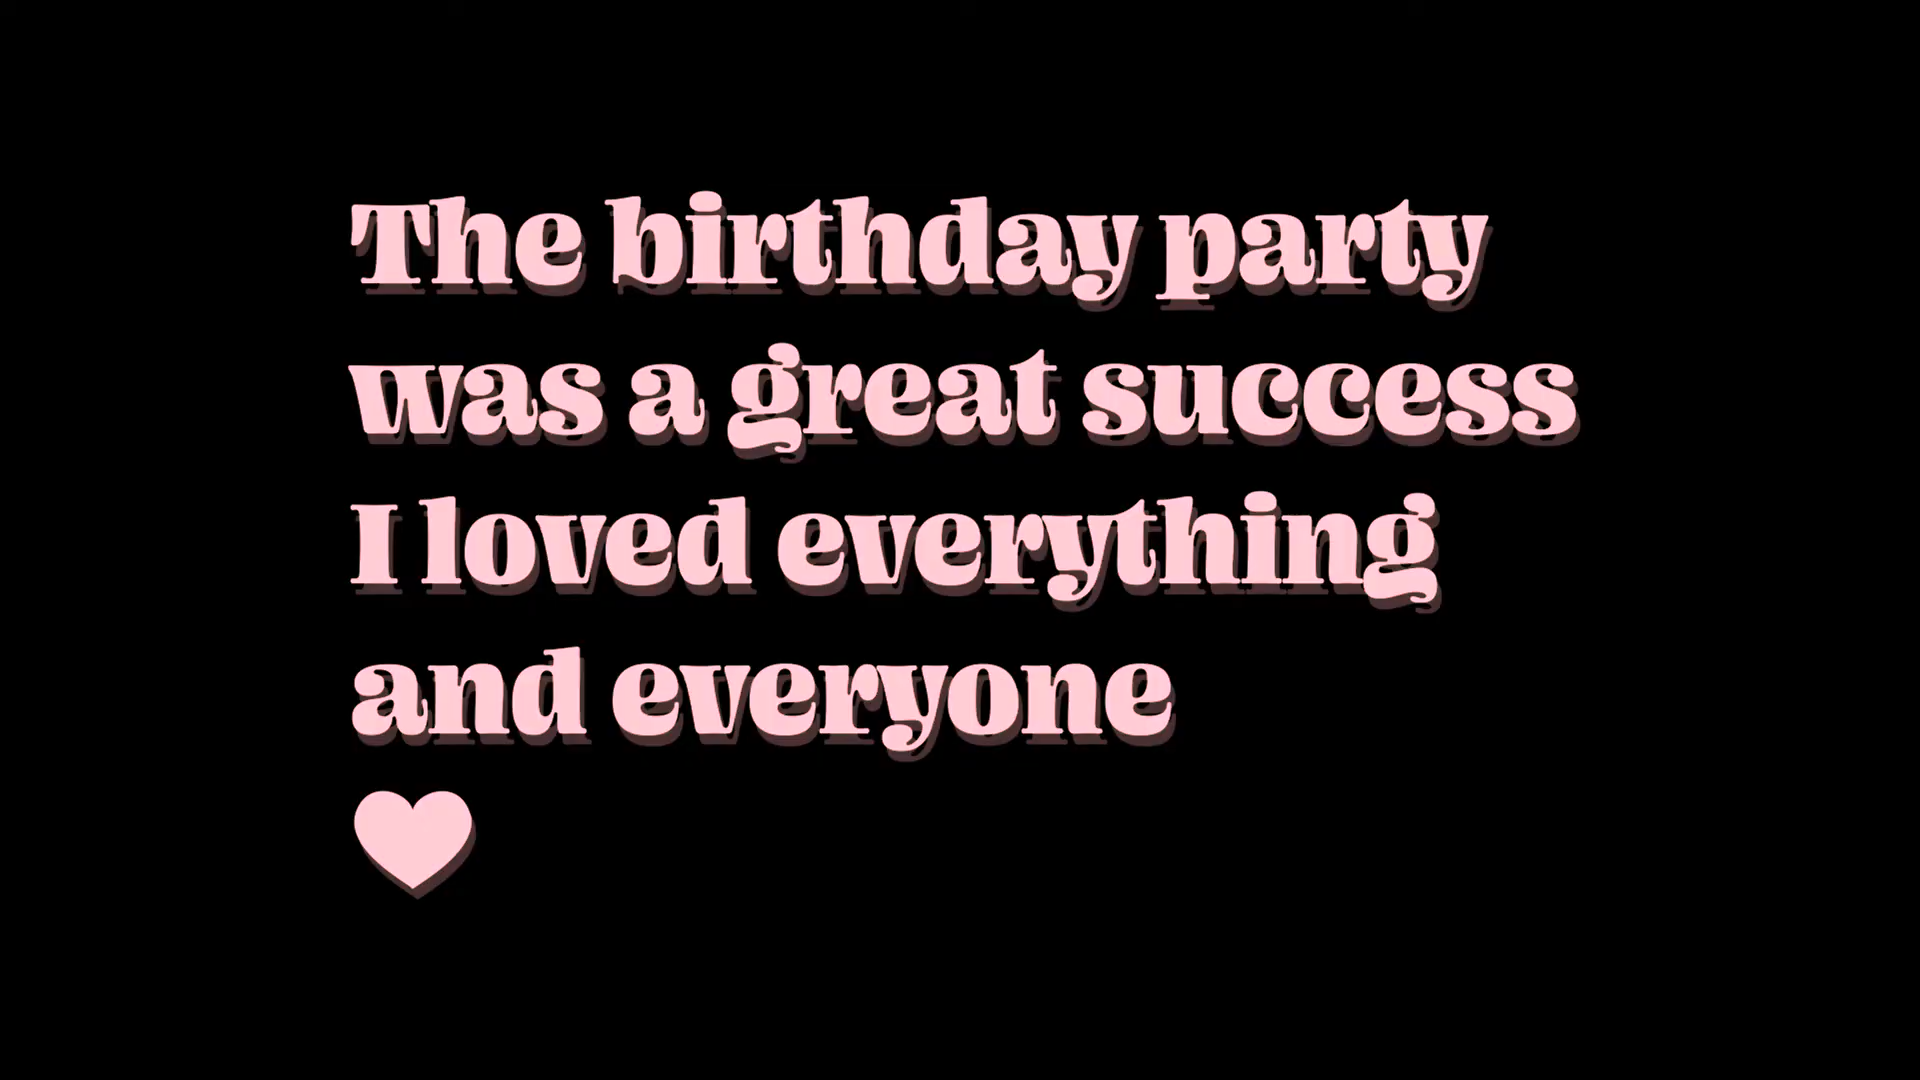 The birthday party
was a great success
I loved everything
and everyone
♥